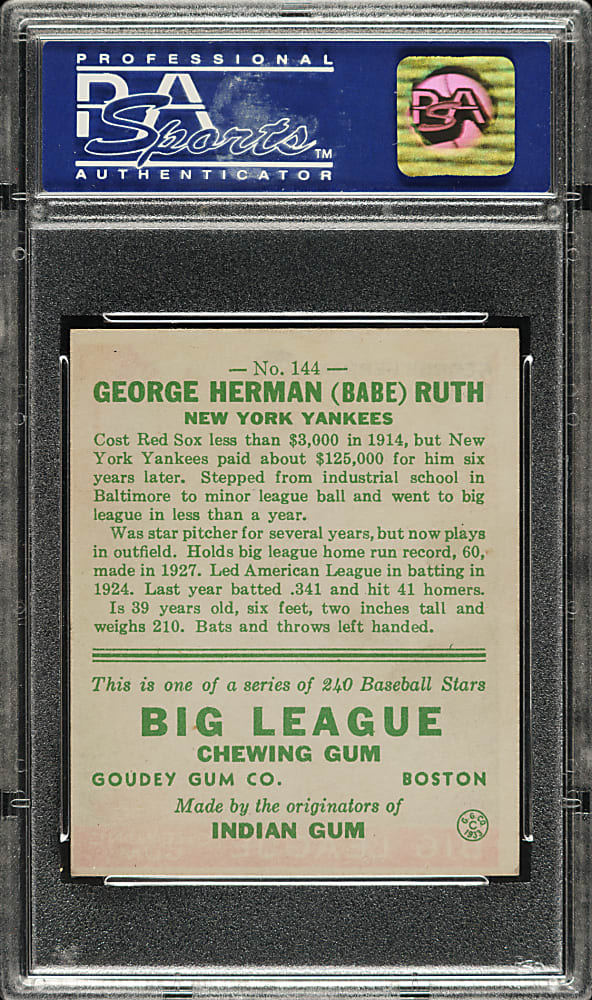 PROFESSIONAL
PSA
Sports™
AUTHENTICATOR
PSA
— No. 144 —
GEORGE HERMAN (BABE) RUTH
NEW YORK YANKEES
Cost Red Sox less than $3,000 in 1914, but New
York Yankees paid about $125,000 for him six
years later. Stepped from industrial school in
Baltimore to minor league ball and went to big
league in less than a year.
Was star pitcher for several years, but now plays
in outfield. Holds big league home run record, 60,
made in 1927. Led American League in batting in
1924. Last year batted .341 and hit 41 homers.
Is 39 years old, six feet, two inches tall and
weighs 210. Bats and throws left handed.
This is one of a series of 240 Baseball Stars
BIG LEAGUE
CHEWING GUM
GOUDEY GUM CO. BOSTON
Made by the originators of
INDIAN GUM
G.G.CO.
C
1933